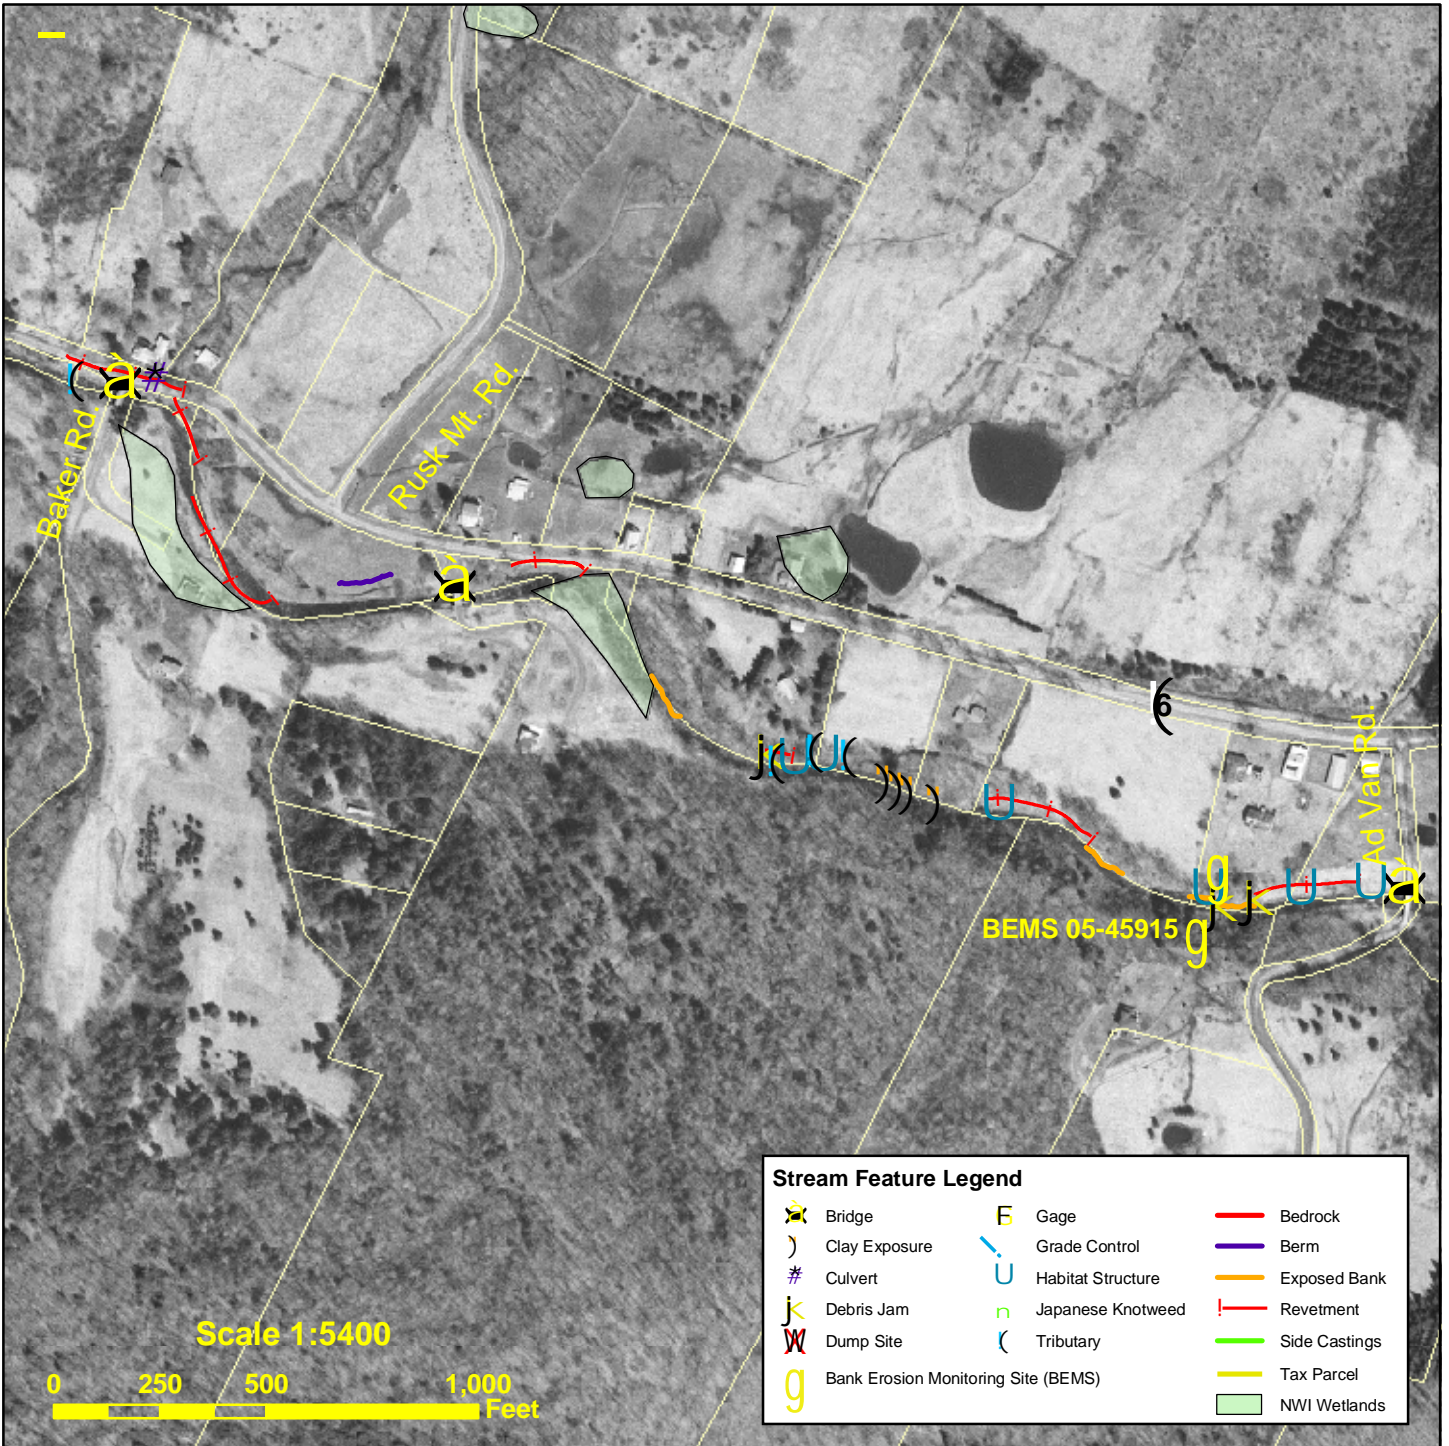 Rusk Mt. Rd.
Baker Rd.
6
Ad Van Rd.
BEMS 05-45915
Scale 1:5400
0 250 500 1,000
Feet
Stream Feature Legend
Bridge
Clay Exposure
Culvert
Debris Jam
Dump Site
Bank Erosion Monitoring Site (BEMS)
Gage
Grade Control
Habitat Structure
Japanese Knotweed
Tributary
Bedrock
Berm
Exposed Bank
Revetment
Side Castings
Tax Parcel
NWI Wetlands